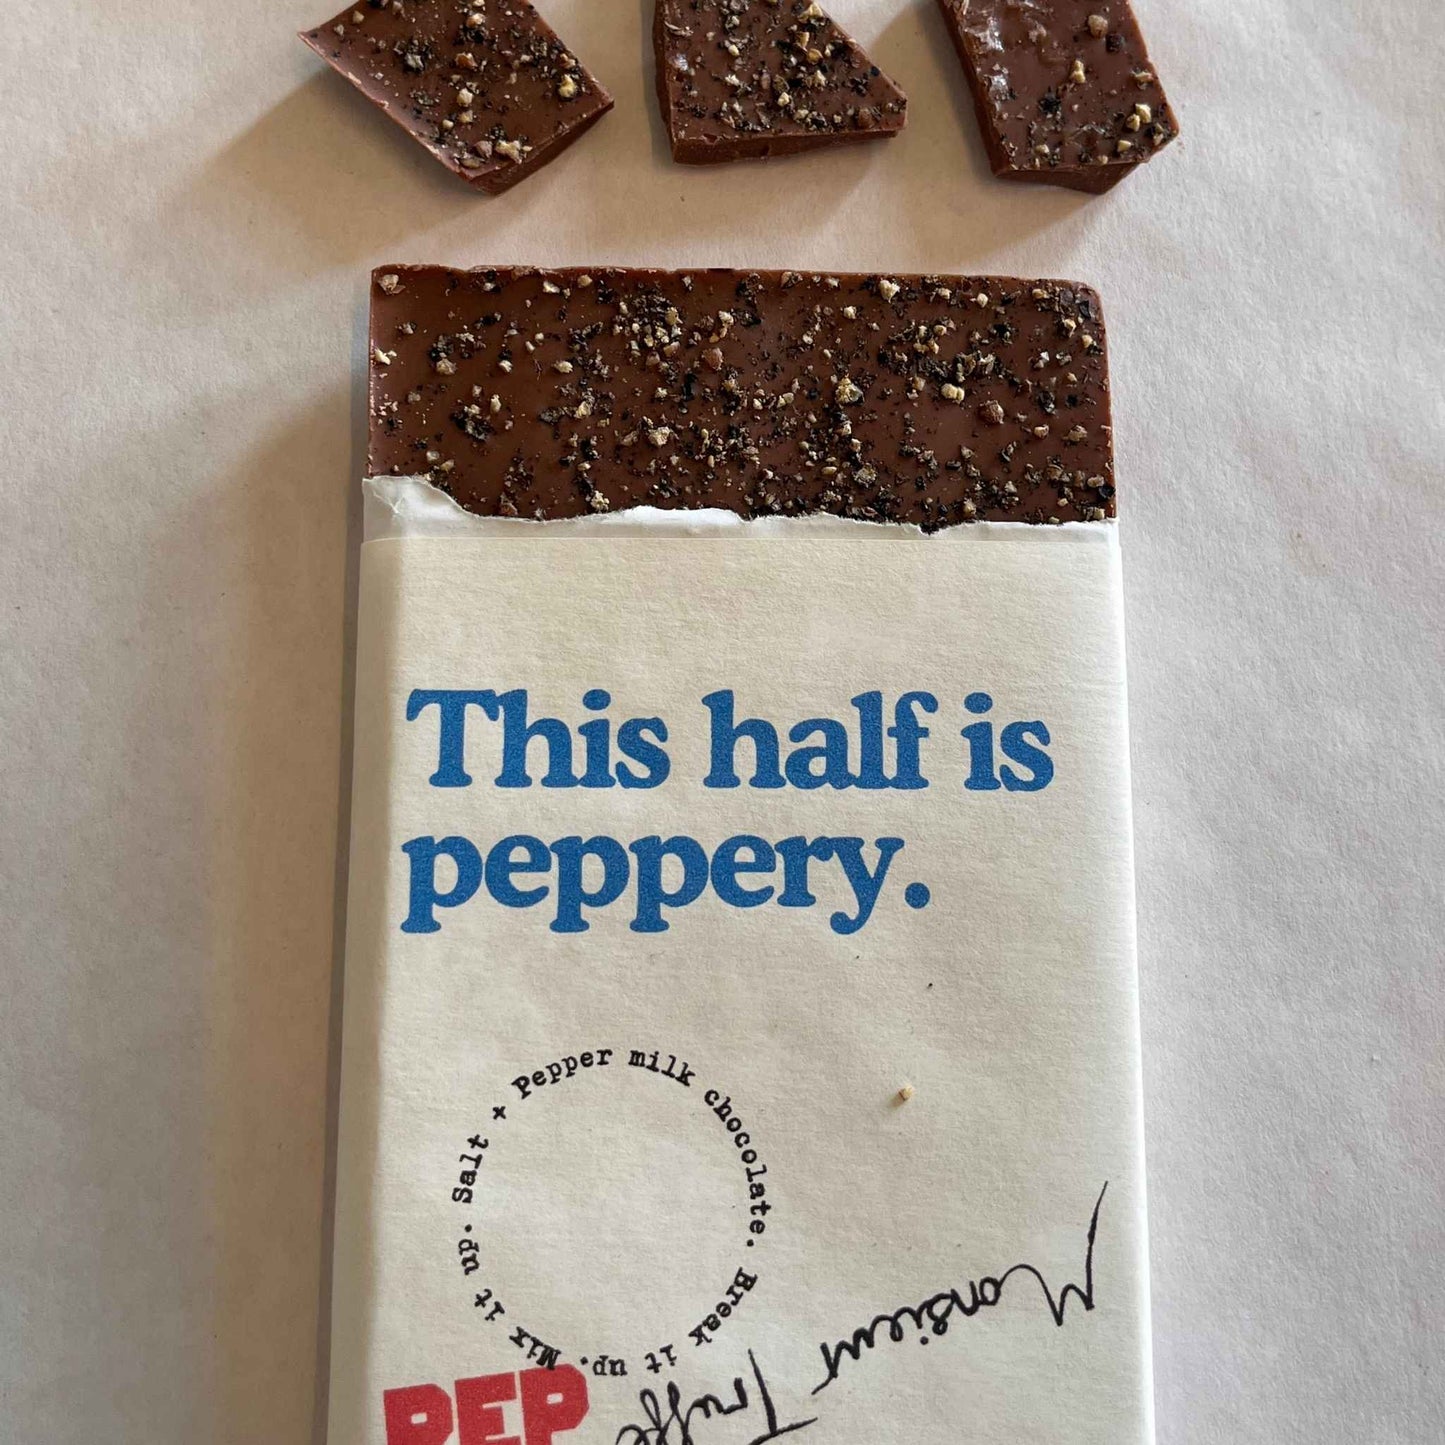 This half is
peppery.
Salt + Pepper milk chocolate. Break it up. Mix it up.
Monsieur
Truffe
PEP